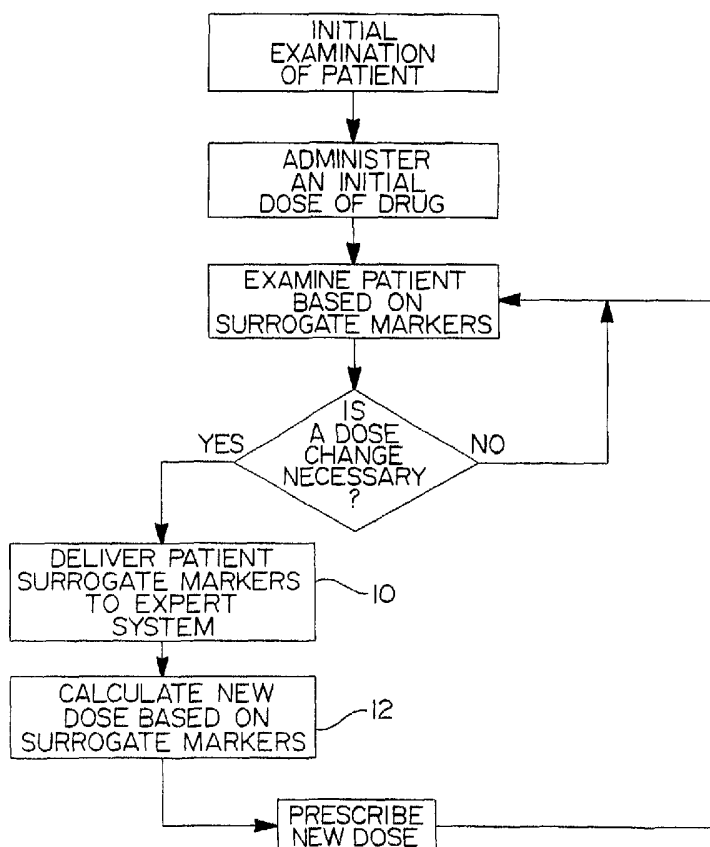 INITIAL
EXAMINATION
OF PATIENT
ADMINISTER
AN INITIAL
DOSE OF DRUG
EXAMINE PATIENT
BASED ON
SURROGATE MARKERS
IS
A DOSE
CHANGE
NECESSARY
?
YES
NO
DELIVER PATIENT
SURROGATE MARKERS
TO EXPERT
SYSTEM
10
CALCULATE NEW
DOSE BASED ON
SURROGATE MARKERS
12
PRESCRIBE
NEW DOSE